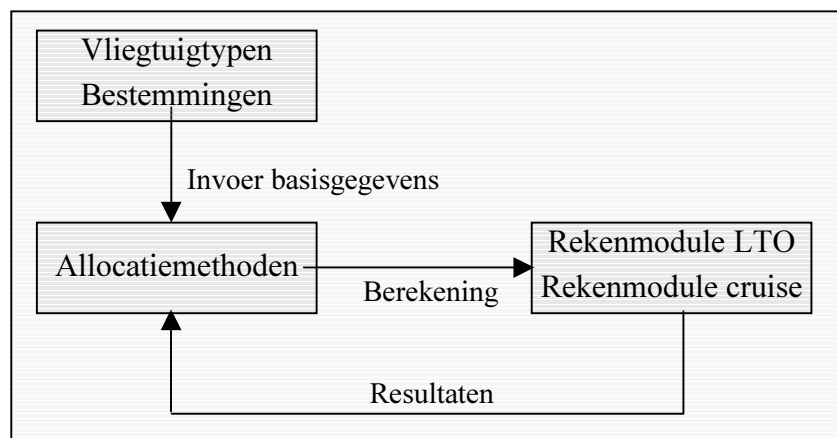 Vliegtuigtypen
Bestemmingen
Invoer basisgegevens
Allocatiemethoden
Berekening
Rekenmodule LTO
Rekenmodule cruise
Resultaten